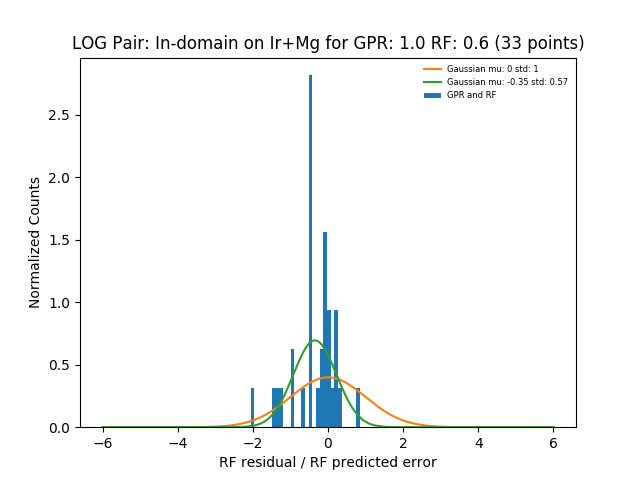 LOG Pair: In-domain on Ir+Mg for GPR: 1.0 RF: 0.6 (33 points)
Gaussian mu: 0 std: 1
Gaussian mu: -0.35 std: 0.57
GPR and RF
Normalized Counts
2.5
2.0
1.5
1.0
0.5
0.0
−6 −4 −2 0 2 4 6
RF residual / RF predicted error